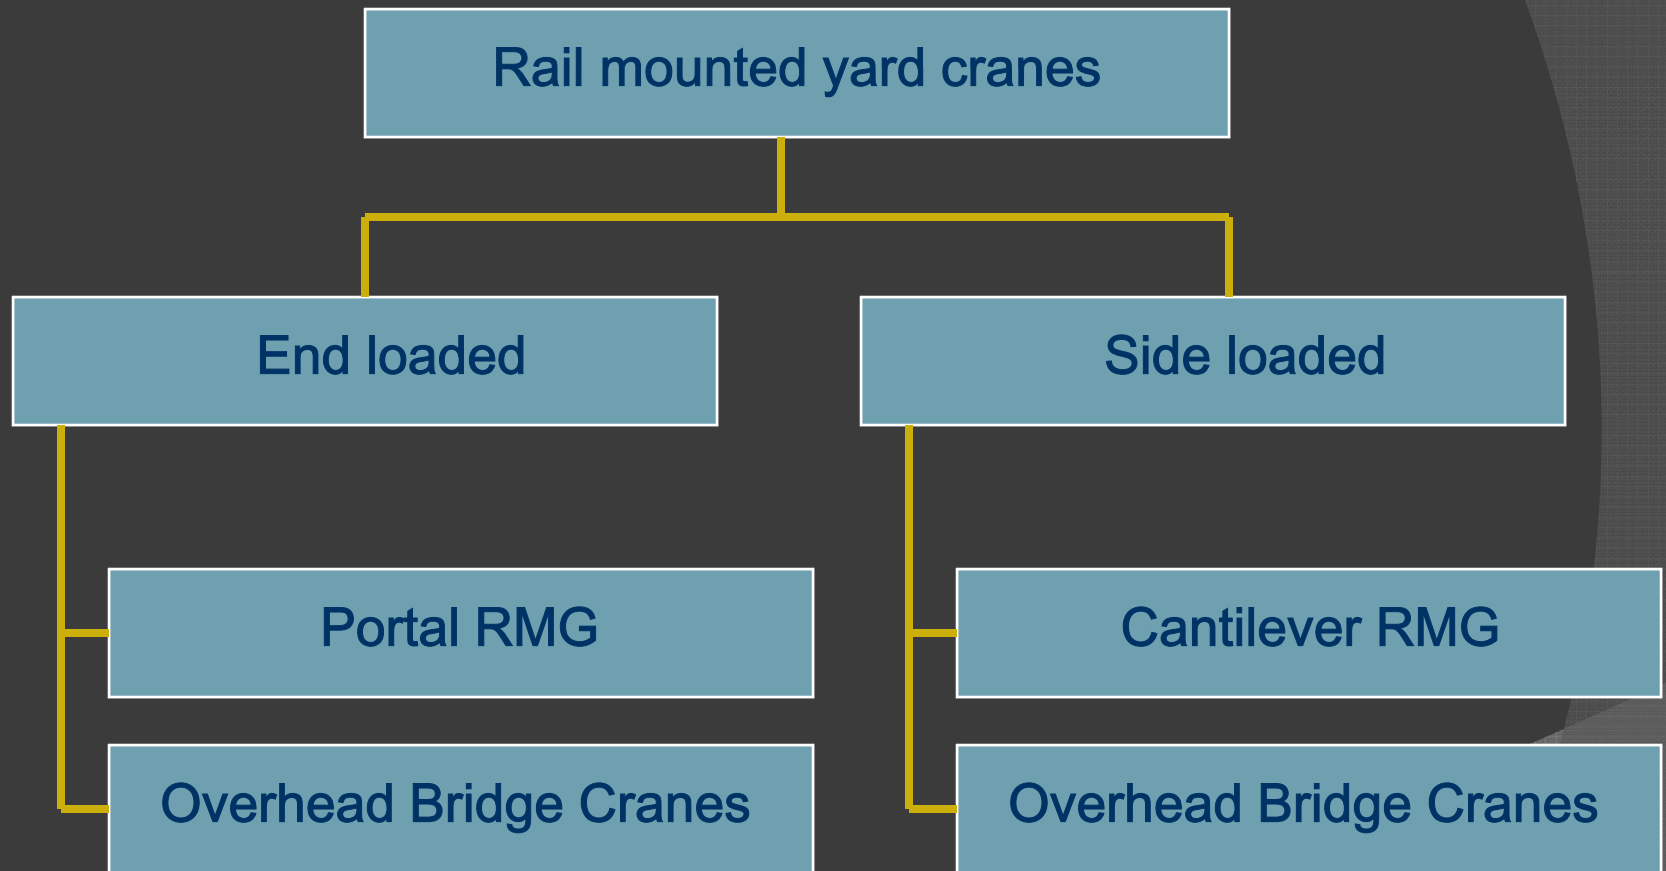 Rail mounted yard cranes
End loaded
Side loaded
Portal RMG
Cantilever RMG
Overhead Bridge Cranes
Overhead Bridge Cranes